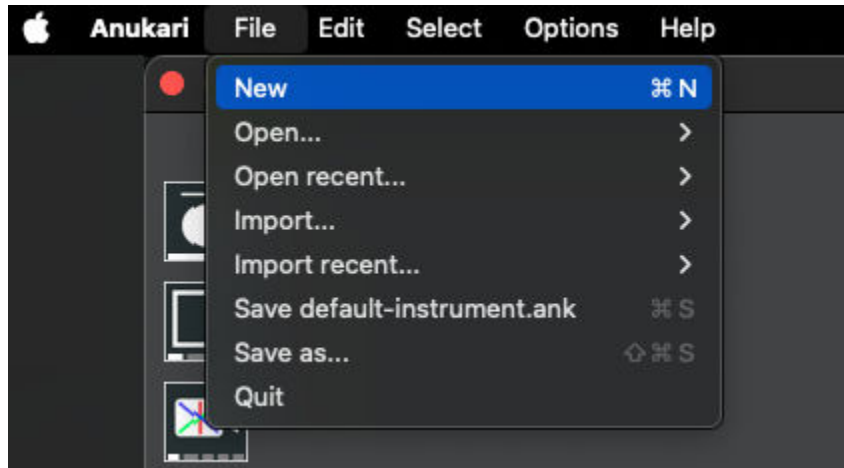 Anukari File Edit Select Options Help
New ⌘ N
Open... >
Open recent... >
Import... >
Import recent... >
Save default-instrument.ank ⌘ S
Save as... ⇧ ⌘ S
Quit